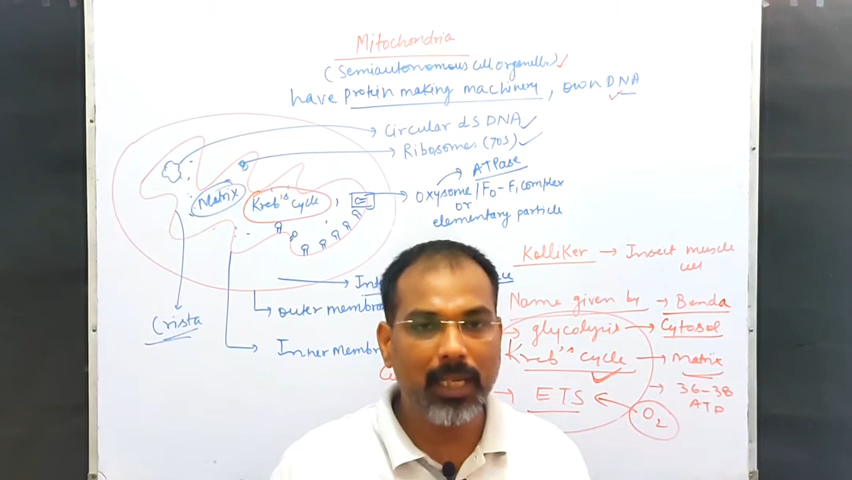 Mitochondria
(Semiautonomous cell organelle)
have protein making machinery, own DNA
Circular ds DNA
Ribosomes (70s)
ATPase
Oxysome/F0-F1 complex
or
elementary particle
Matrix
Kreb's cycle
Kolliker → Insect muscle
cell
outer membra
Name given by → Benda
Crista
→ glycolysis → Cytosol
Inner Membr
Kreb's cycle → Matrix
→ ETS
→ 36-38
ATP
O2